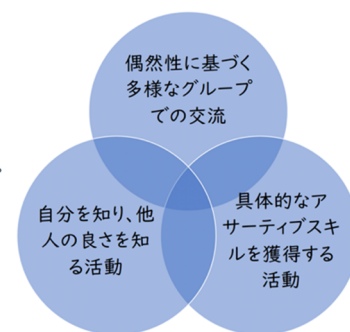 偶然性に基づく
多様なグループ
での交流
自分を知り、他
人の良さを知
る活動
具体的なア
サーティブスキ
ルを獲得する
活動